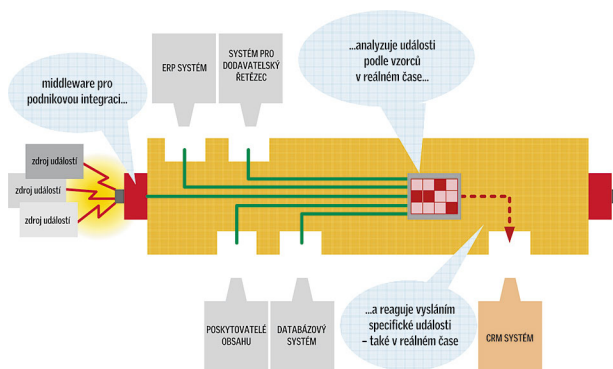 ERP SYSTÉM
SYSTÉM PRO
DODAVATELSKÝ
ŘETĚZEC
...analyzuje události
podle vzorců
v reálném čase...
middleware pro
podnikovou integraci...
zdroj událostí
zdroj událostí
zdroj událostí
POSKYTOVATELÉ
OBSAHU
DATABÁZOVÝ
SYSTÉM
...a reaguje vysláním
specifické události
– také v reálném čase
CRM SYSTÉM